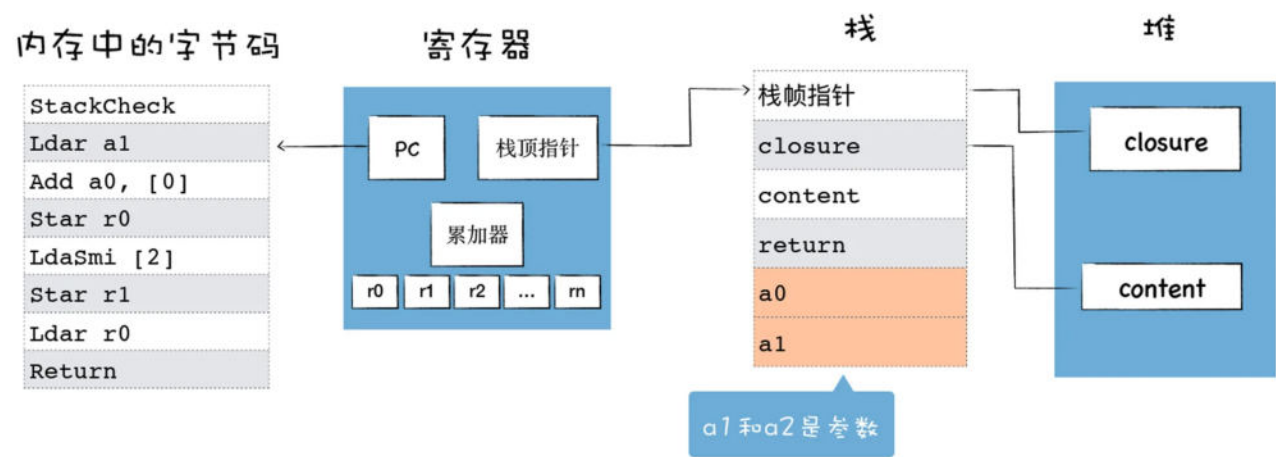 内存中的字节码
StackCheck
Ldar a1
Add a0, [0]
Star r0
LdaSmi [2]
Star r1
Ldar r0
Return
寄存器
PC
栈顶指针
累加器
r0
r1
r2
...
rn
栈
栈帧指针
closure
content
return
a0
a1
a1和a2是参数
堆
closure
content